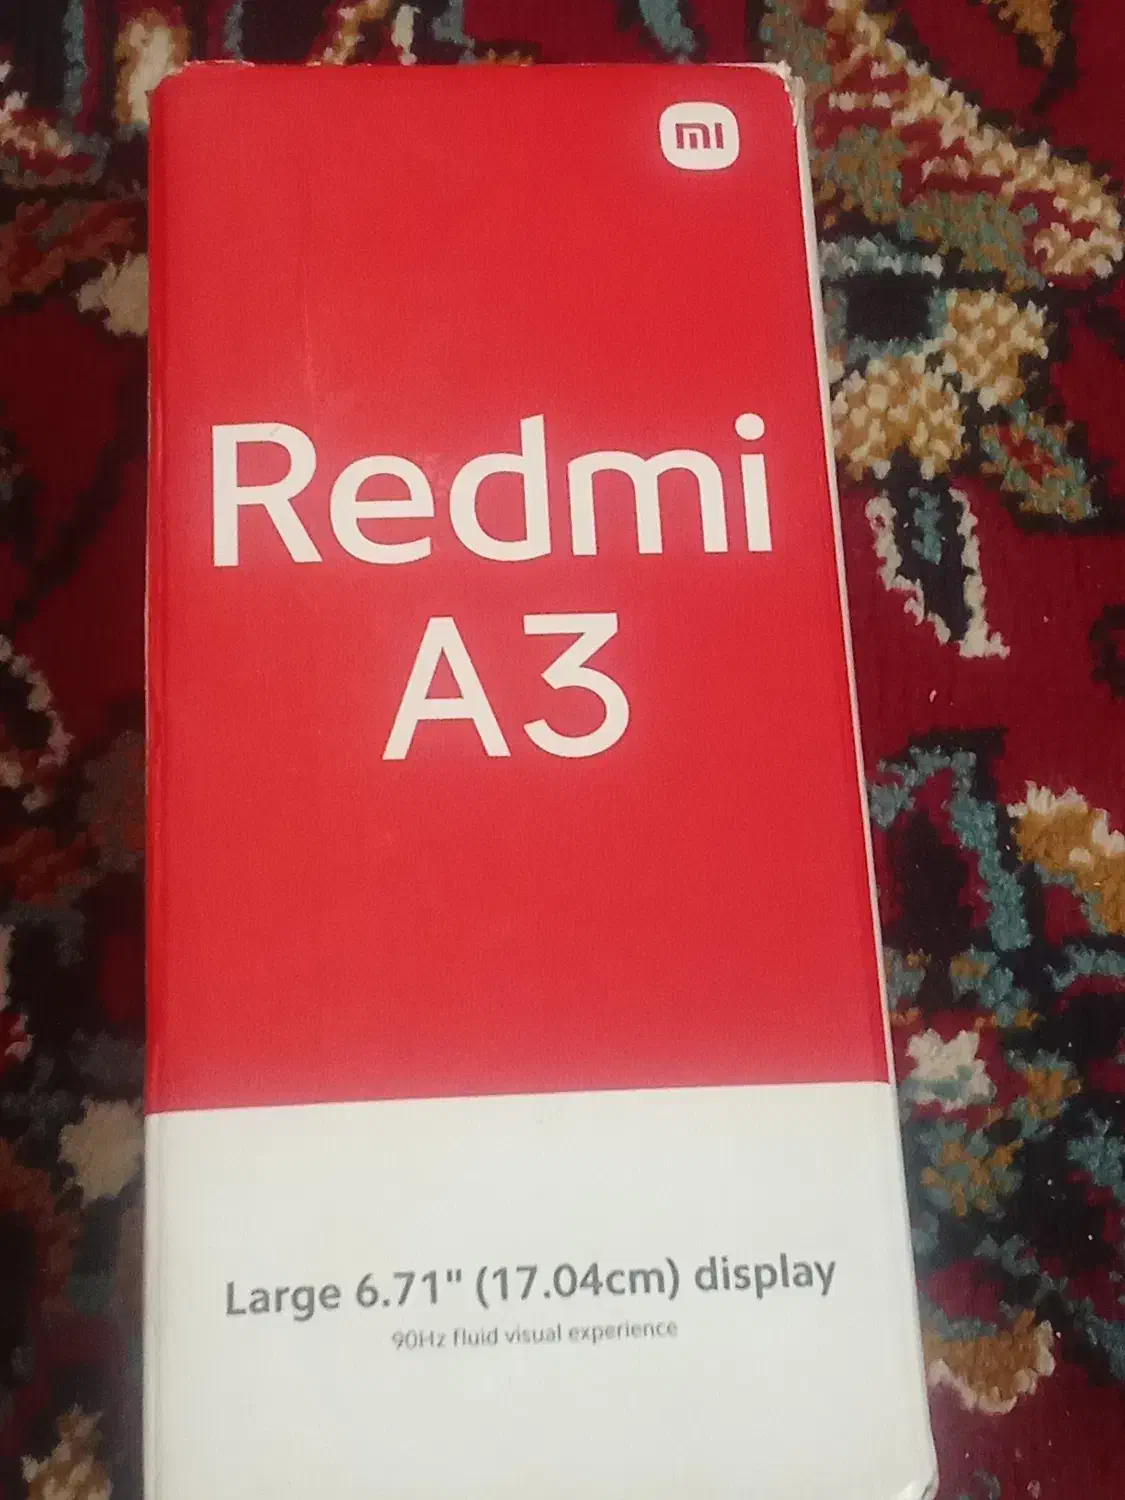 mi
Redmi
A3
Large 6.71" (17.04cm) display
90Hz fluid visual experience